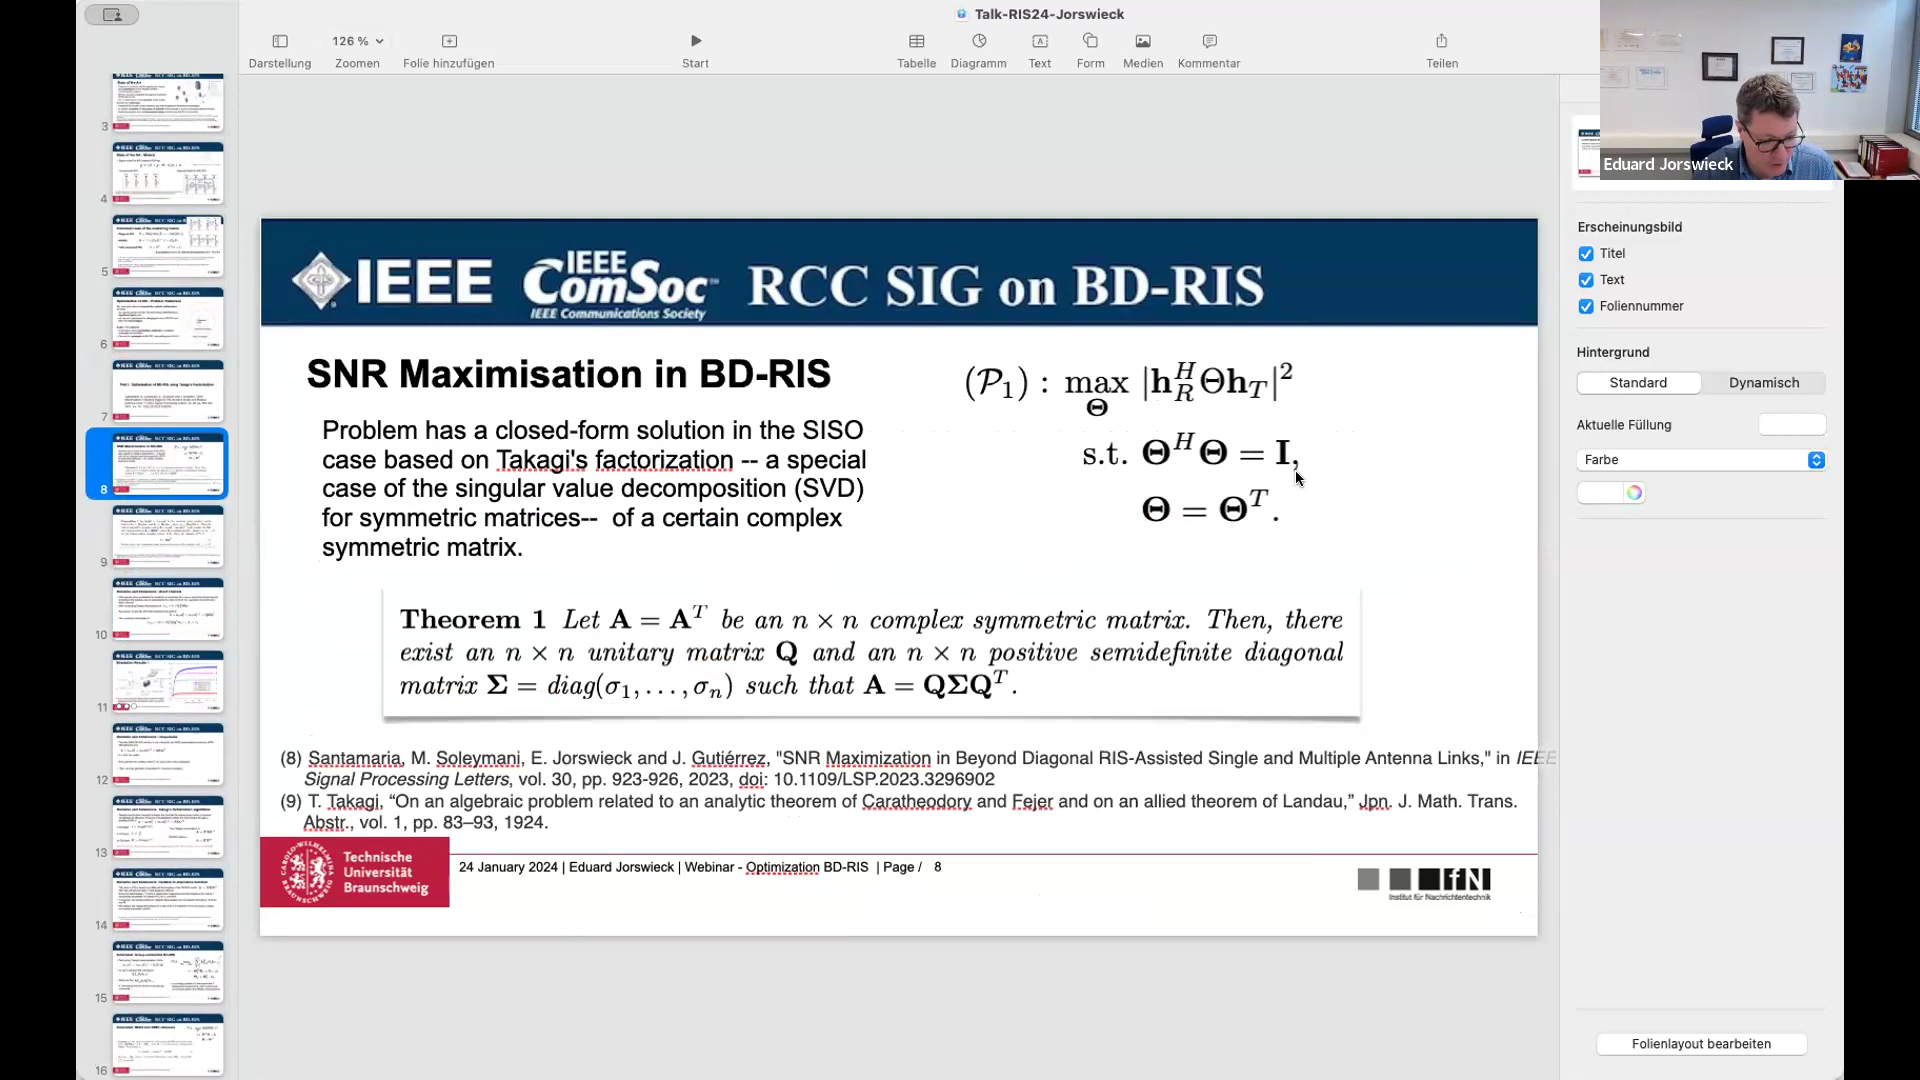 Talk-RIS24-Jorswieck
126 %
Darstellung
Zoomen
Folie hinzufügen
Start
Tabelle
Diagramm
Text
Form
Medien
Kommentar
Teilen
Eduard Jorswieck
3
4
5
6
7
8
9
10
11
12
13
14
15
16
IEEE
IEEE
ComSoc™
IEEE Communications Society
RCC SIG on BD-RIS
SNR Maximisation in BD-RIS
Problem has a closed-form solution in the SISO
case based on Takagi's factorization -- a special
case of the singular value decomposition (SVD)
for symmetric matrices-- of a certain complex
symmetric matrix.
(𝒫₁) : max |h_R^H Θh_T|²
Θ
s.t. Θ^H Θ = I,
Θ = Θ^T.
Theorem 1 Let A = A^T be an n × n complex symmetric matrix. Then, there
exist an n × n unitary matrix Q and an n × n positive semidefinite diagonal
matrix Σ = diag(σ₁, . . . , σ_n) such that A = QΣQ^T.
(8) Santamaria, M. Soleymani, E. Jorswieck and J. Gutiérrez, "SNR Maximization in Beyond Diagonal RIS-Assisted Single and Multiple Antenna Links," in IEEE
Signal Processing Letters, vol. 30, pp. 923-926, 2023, doi: 10.1109/LSP.2023.3296902
(9) T. Takagi, “On an algebraic problem related to an analytic theorem of Caratheodory and Fejer and on an allied theorem of Landau,” Jpn. J. Math. Trans.
Abstr., vol. 1, pp. 83–93, 1924.
Technische
Universität
Braunschweig
24 January 2024 | Eduard Jorswieck | Webinar - Optimization BD-RIS | Page / 8
IfN
Institut für Nachrichtentechnik
Erscheinungsbild
Titel
Text
Foliennummer
Hintergrund
Standard
Dynamisch
Aktuelle Füllung
Farbe
Folienlayout bearbeiten